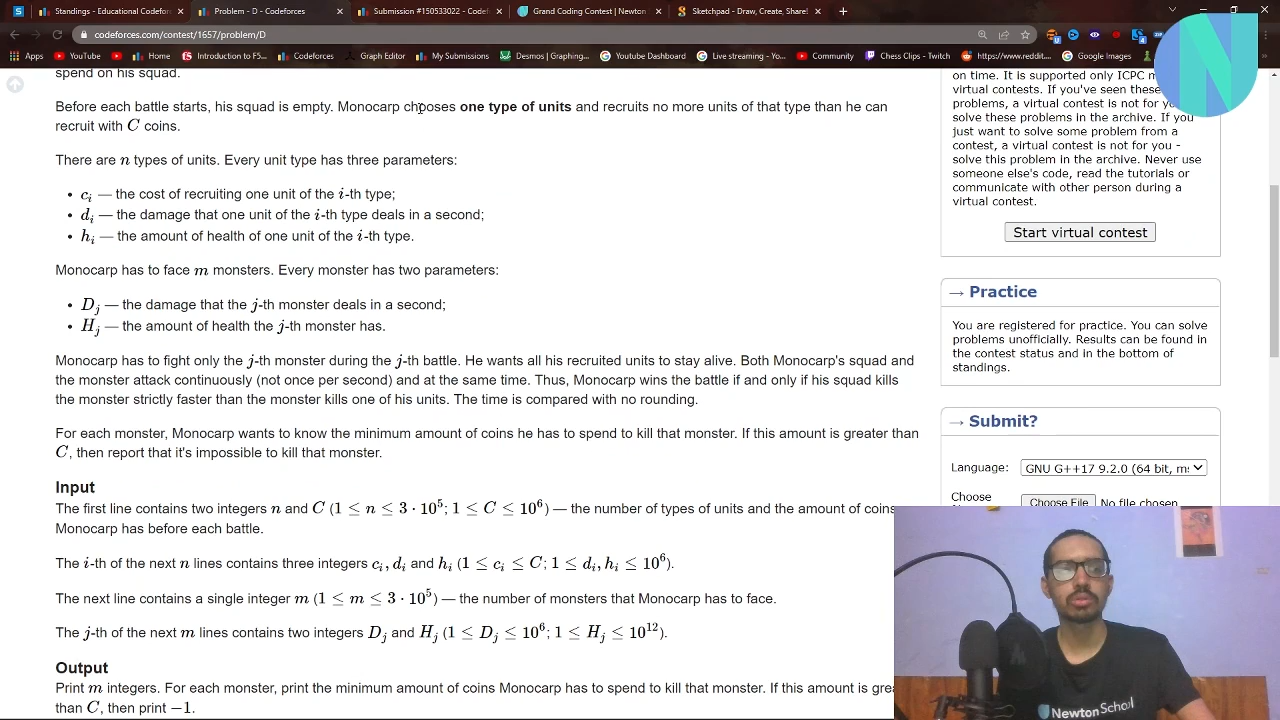 Standings - Educational Codeforc
Problem - D - Codeforces
Submission #150533022 - Codef
Grand Coding Contest | Newton
Sketchpad - Draw, Create, Share!
codeforces.com/contest/1657/problem/D
Apps
YouTube
Home
Introduction to F5...
Codeforces
Graph Editor
My Submissions
Desmos | Graphing...
Youtube Dashboard
Live streaming - Yo...
Community
Chess Clips - Twitch
https://www.reddit...
Google Images
spend on his squad.
Before each battle starts, his squad is empty. Monocarp chooses one type of units and recruits no more units of that type than he can
recruit with C coins.
There are n types of units. Every unit type has three parameters:
• c_i — the cost of recruiting one unit of the i-th type;
• d_i — the damage that one unit of the i-th type deals in a second;
• h_i — the amount of health of one unit of the i-th type.
Monocarp has to face m monsters. Every monster has two parameters:
• D_j — the damage that the j-th monster deals in a second;
• H_j — the amount of health the j-th monster has.
Monocarp has to fight only the j-th monster during the j-th battle. He wants all his recruited units to stay alive. Both Monocarp's squad and
the monster attack continuously (not once per second) and at the same time. Thus, Monocarp wins the battle if and only if his squad kills
the monster strictly faster than the monster kills one of his units. The time is compared with no rounding.
For each monster, Monocarp wants to know the minimum amount of coins he has to spend to kill that monster. If this amount is greater than
C, then report that it's impossible to kill that monster.
Input
The first line contains two integers n and C (1 ≤ n ≤ 3 · 10^5; 1 ≤ C ≤ 10^6) — the number of types of units and the amount of coins
Monocarp has before each battle.
The i-th of the next n lines contains three integers c_i, d_i and h_i (1 ≤ c_i ≤ C; 1 ≤ d_i, h_i ≤ 10^6).
The next line contains a single integer m (1 ≤ m ≤ 3 · 10^5) — the number of monsters that Monocarp has to face.
The j-th of the next m lines contains two integers D_j and H_j (1 ≤ D_j ≤ 10^6; 1 ≤ H_j ≤ 10^12).
Output
Print m integers. For each monster, print the minimum amount of coins Monocarp has to spend to kill that monster. If this amount is grea
than C, then print −1.
on time. It is supported only ICPC m
virtual contests. If you've seen these
problems, a virtual contest is not for yo
solve these problems in the archive. If you
just want to solve some problem from a
contest, a virtual contest is not for you -
solve this problem in the archive. Never use
someone else's code, read the tutorials or
communicate with other person during a
virtual contest.
Start virtual contest
→ Practice
You are registered for practice. You can solve
problems unofficially. Results can be found in
the contest status and in the bottom of
standings.
→ Submit?
Language:
GNU G++17 9.2.0 (64 bit, m
Choose
Choose File
No file chosen
Newton School